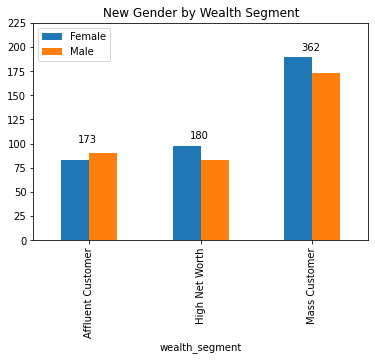 New Gender by Wealth Segment
Female
Male
225
200
175
150
125
100
75
50
25
0
173
180
362
Affluent Customer
High Net Worth
Mass Customer
wealth_segment